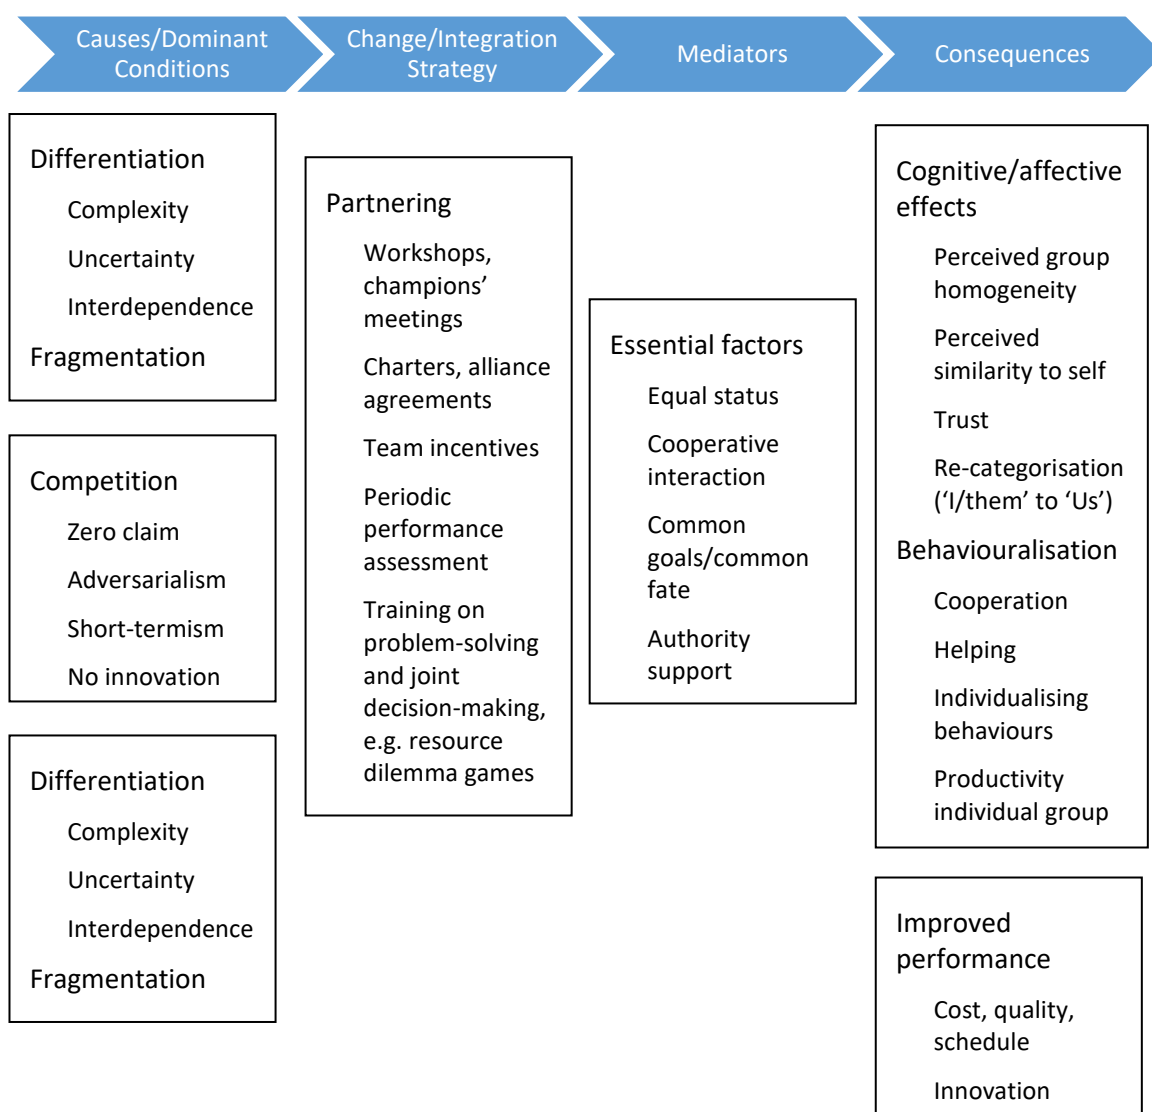 Causes/Dominant
Conditions
Change/Integration
Strategy
Mediators
Consequences
Differentiation
Complexity
Uncertainty
Interdependence
Fragmentation
Competition
Zero claim
Adversarialism
Short-termism
No innovation
Differentiation
Complexity
Uncertainty
Interdependence
Fragmentation
Partnering
Workshops,
champions’
meetings
Charters, alliance
agreements
Team incentives
Periodic
performance
assessment
Training on
problem-solving
and joint
decision-making,
e.g. resource
dilemma games
Essential factors
Equal status
Cooperative
interaction
Common
goals/common
fate
Authority
support
Cognitive/affective
effects
Perceived group
homogeneity
Perceived
similarity to self
Trust
Re-categorisation
(‘I/them’ to ‘Us’)
Behaviouralisation
Cooperation
Helping
Individualising
behaviours
Productivity
individual group
Improved
performance
Cost, quality,
schedule
Innovation